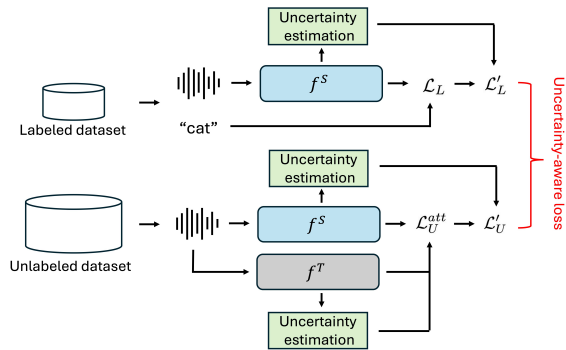 Uncertainty
estimation
f^S
ℒ_L
ℒ′_L
Labeled dataset
“cat”
Uncertainty-aware loss
Uncertainty
estimation
f^S
ℒ_U^att
ℒ′_U
Unlabeled dataset
f^T
Uncertainty
estimation